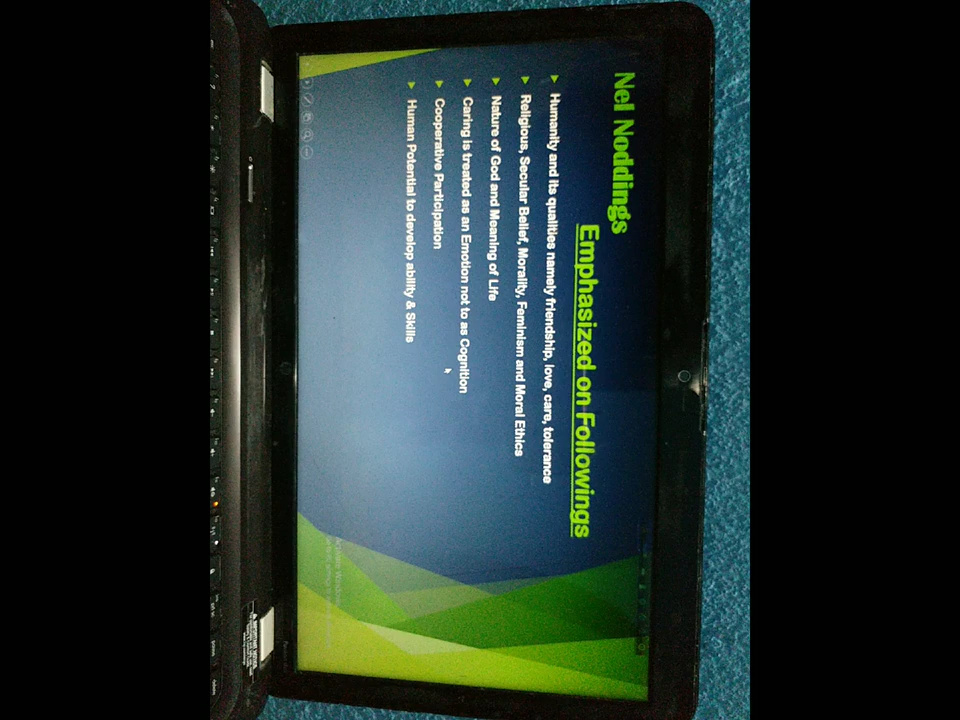 Nel Noddings
Emphasized on Followings
Humanity and its qualities namely friendship, love, care, tolerance
Religious, Secular Belief, Morality, Feminism and Moral Ethics
Nature of God and Meaning of Life
Caring is treated as an Emotion not to as Cognition
Cooperative Participation
Human Potential to develop ability & Skills